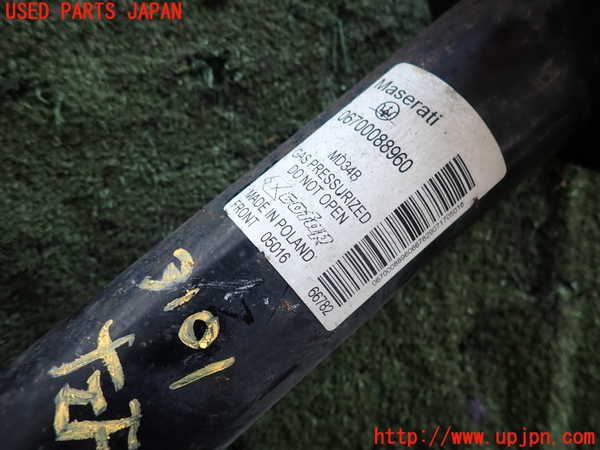 USED PARTS JAPAN
Maserati
06700088960
MD34B
GAS PRESSURIZED
DO NOT OPEN
MADE IN POLAND
FRONT 05016
66782
http://www.upjpn.com/